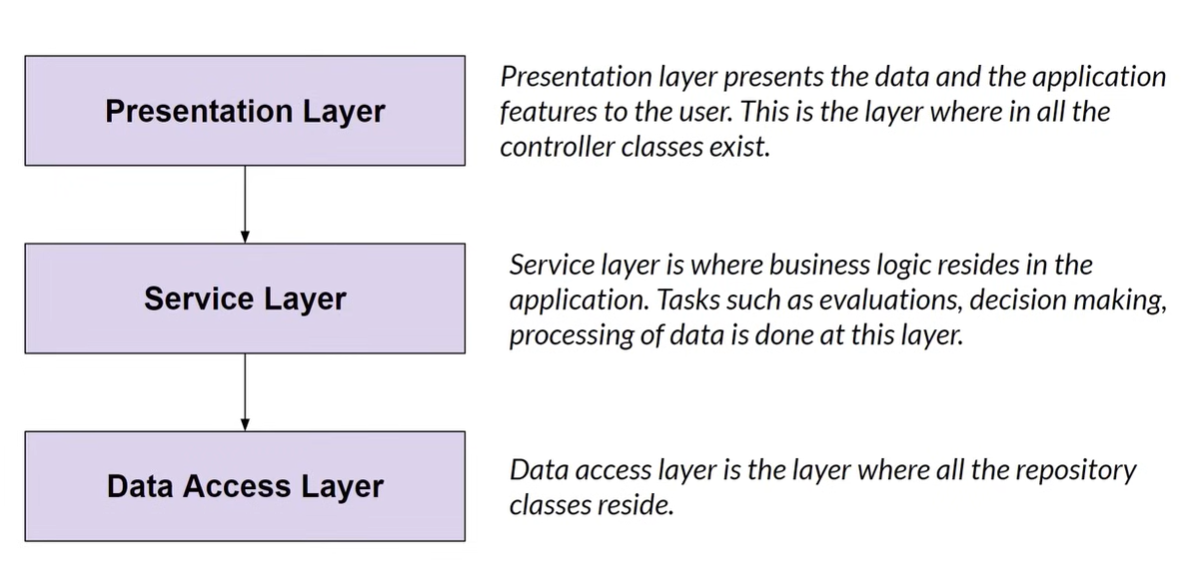 Presentation Layer
Presentation layer presents the data and the application
features to the user. This is the layer where in all the
controller classes exist.
Service Layer
Service layer is where business logic resides in the
application. Tasks such as evaluations, decision making,
processing of data is done at this layer.
Data Access Layer
Data access layer is the layer where all the repository
classes reside.